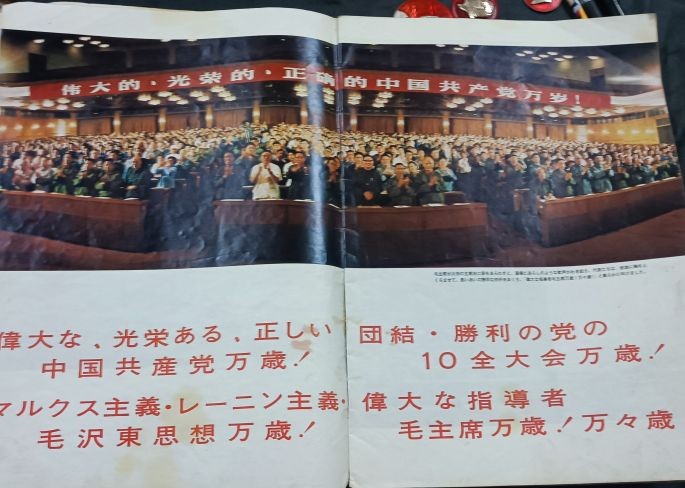 伟大的、光荣的、正确的中国共产党万岁！
偉大な、光栄ある、正しい
中国共産党万歳！
マルクス主義・レーニン主義・
毛沢東思想万歳！
団結・勝利の党の
10全大会万歳！
偉大な指導者
毛主席万歳！万々歳